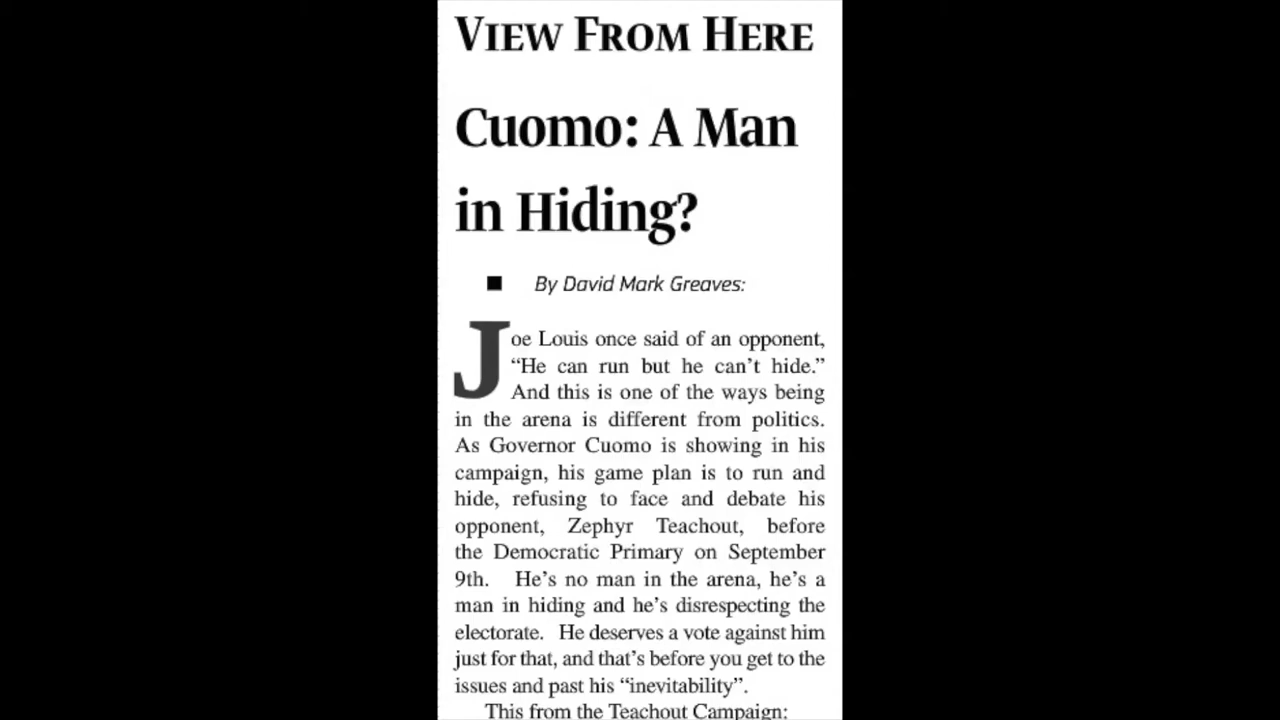 VIEW FROM HERE
Cuomo: A Man
in Hiding?
■ By David Mark Greaves:
Joe Louis once said of an opponent,
“He can run but he can’t hide.”
And this is one of the ways being
in the arena is different from politics.
As Governor Cuomo is showing in his
campaign, his game plan is to run and
hide, refusing to face and debate his
opponent, Zephyr Teachout, before
the Democratic Primary on September
9th. He’s no man in the arena, he’s a
man in hiding and he’s disrespecting the
electorate. He deserves a vote against him
just for that, and that’s before you get to the
issues and past his “inevitability”.
This from the Teachout Campaign: